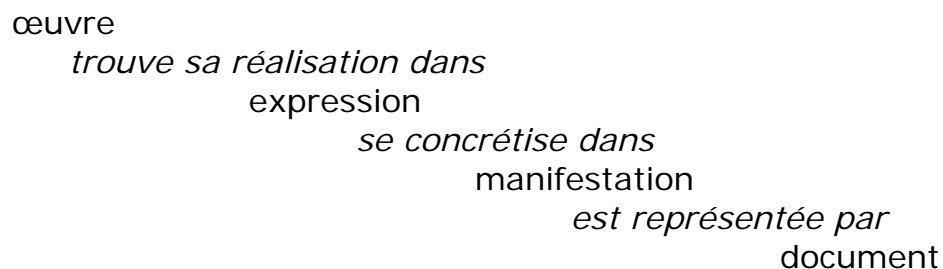 œuvre
trouve sa réalisation dans
expression
se concrétise dans
manifestation
est représentée par
document